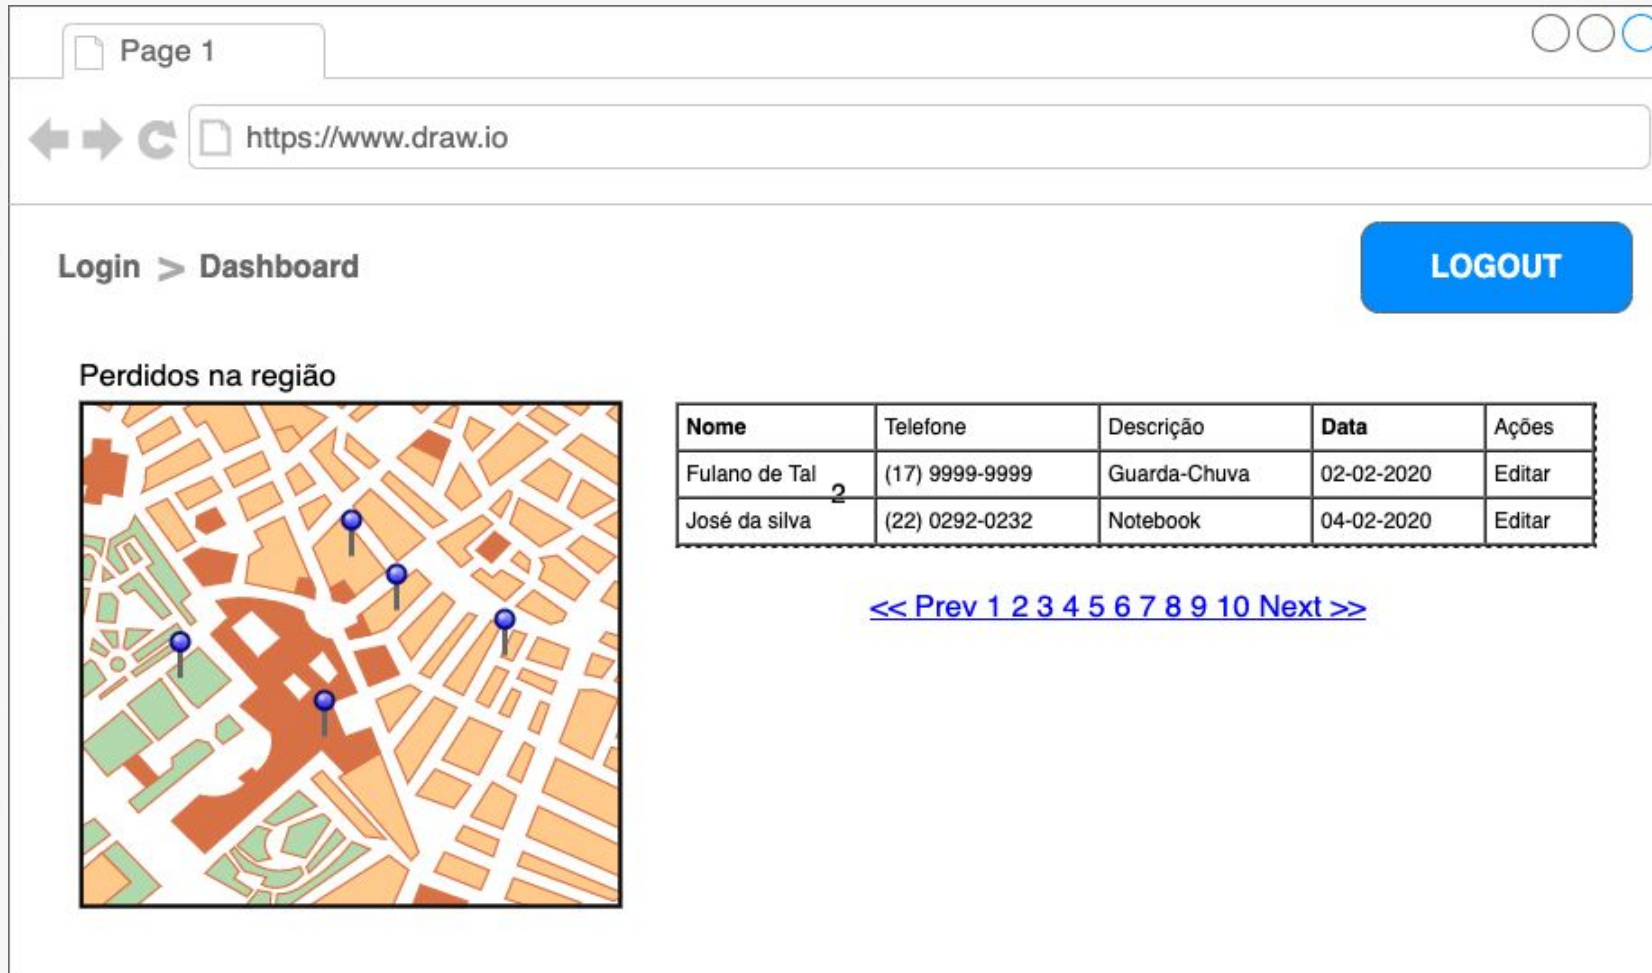 Page 1
https://www.draw.io
Login > Dashboard
LOGOUT
Perdidos na região
Nome Telefone Descrição Data Ações
Fulano de Tal (17) 9999-9999 Guarda-Chuva 02-02-2020 Editar
2
José da silva (22) 0292-0232 Notebook 04-02-2020 Editar
<< Prev 1 2 3 4 5 6 7 8 9 10 Next >>